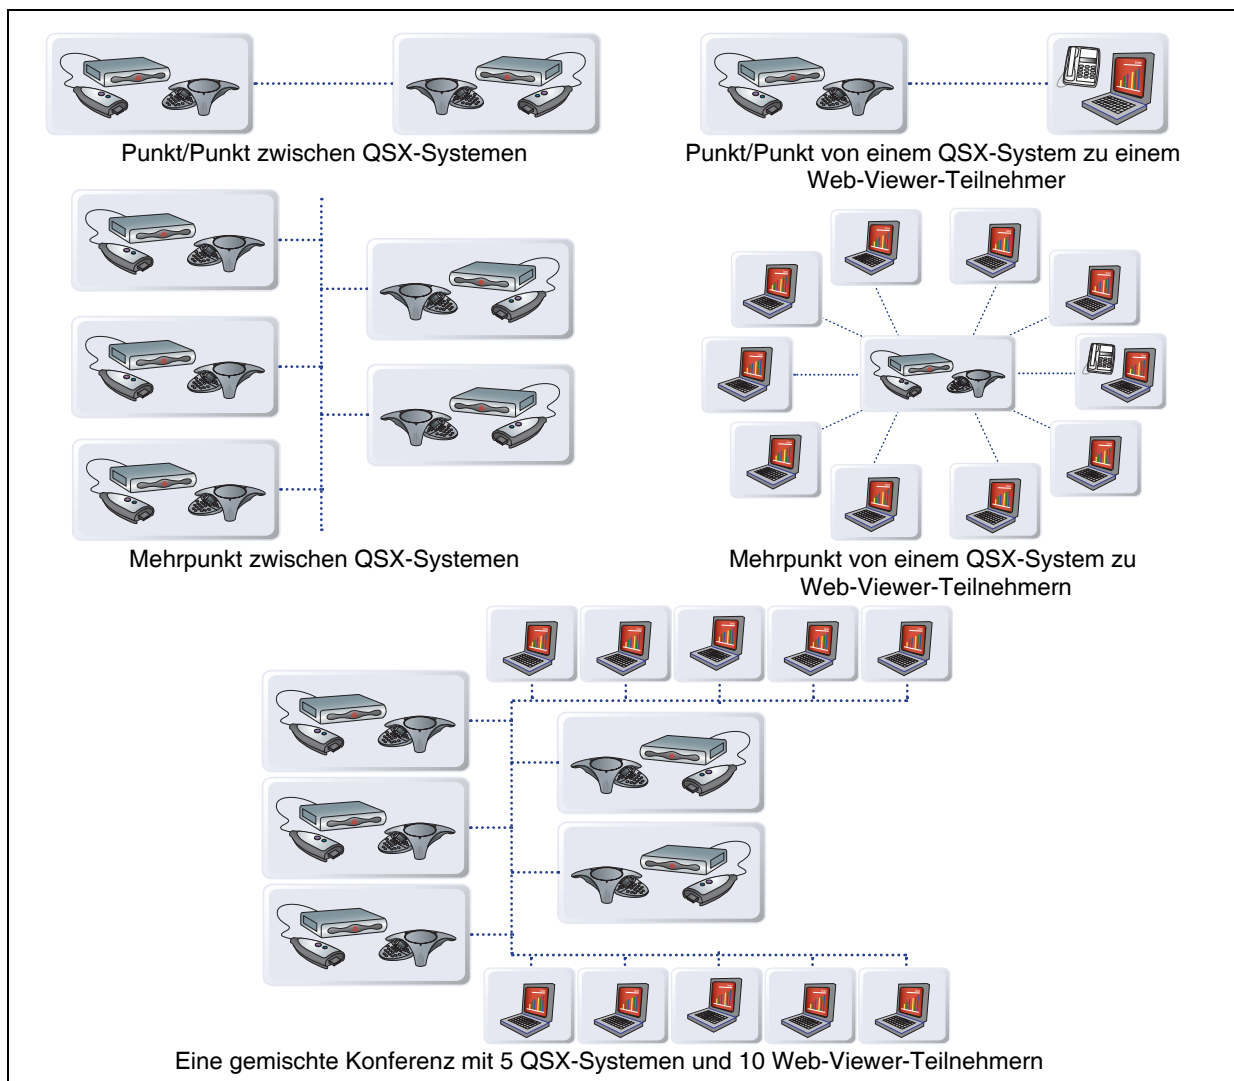 Punkt/Punkt zwischen QSX-Systemen
Punkt/Punkt von einem QSX-System zu einem
Web-Viewer-Teilnehmer
Mehrpunkt zwischen QSX-Systemen
Mehrpunkt von einem QSX-System zu
Web-Viewer-Teilnehmern
Eine gemischte Konferenz mit 5 QSX-Systemen und 10 Web-Viewer-Teilnehmern